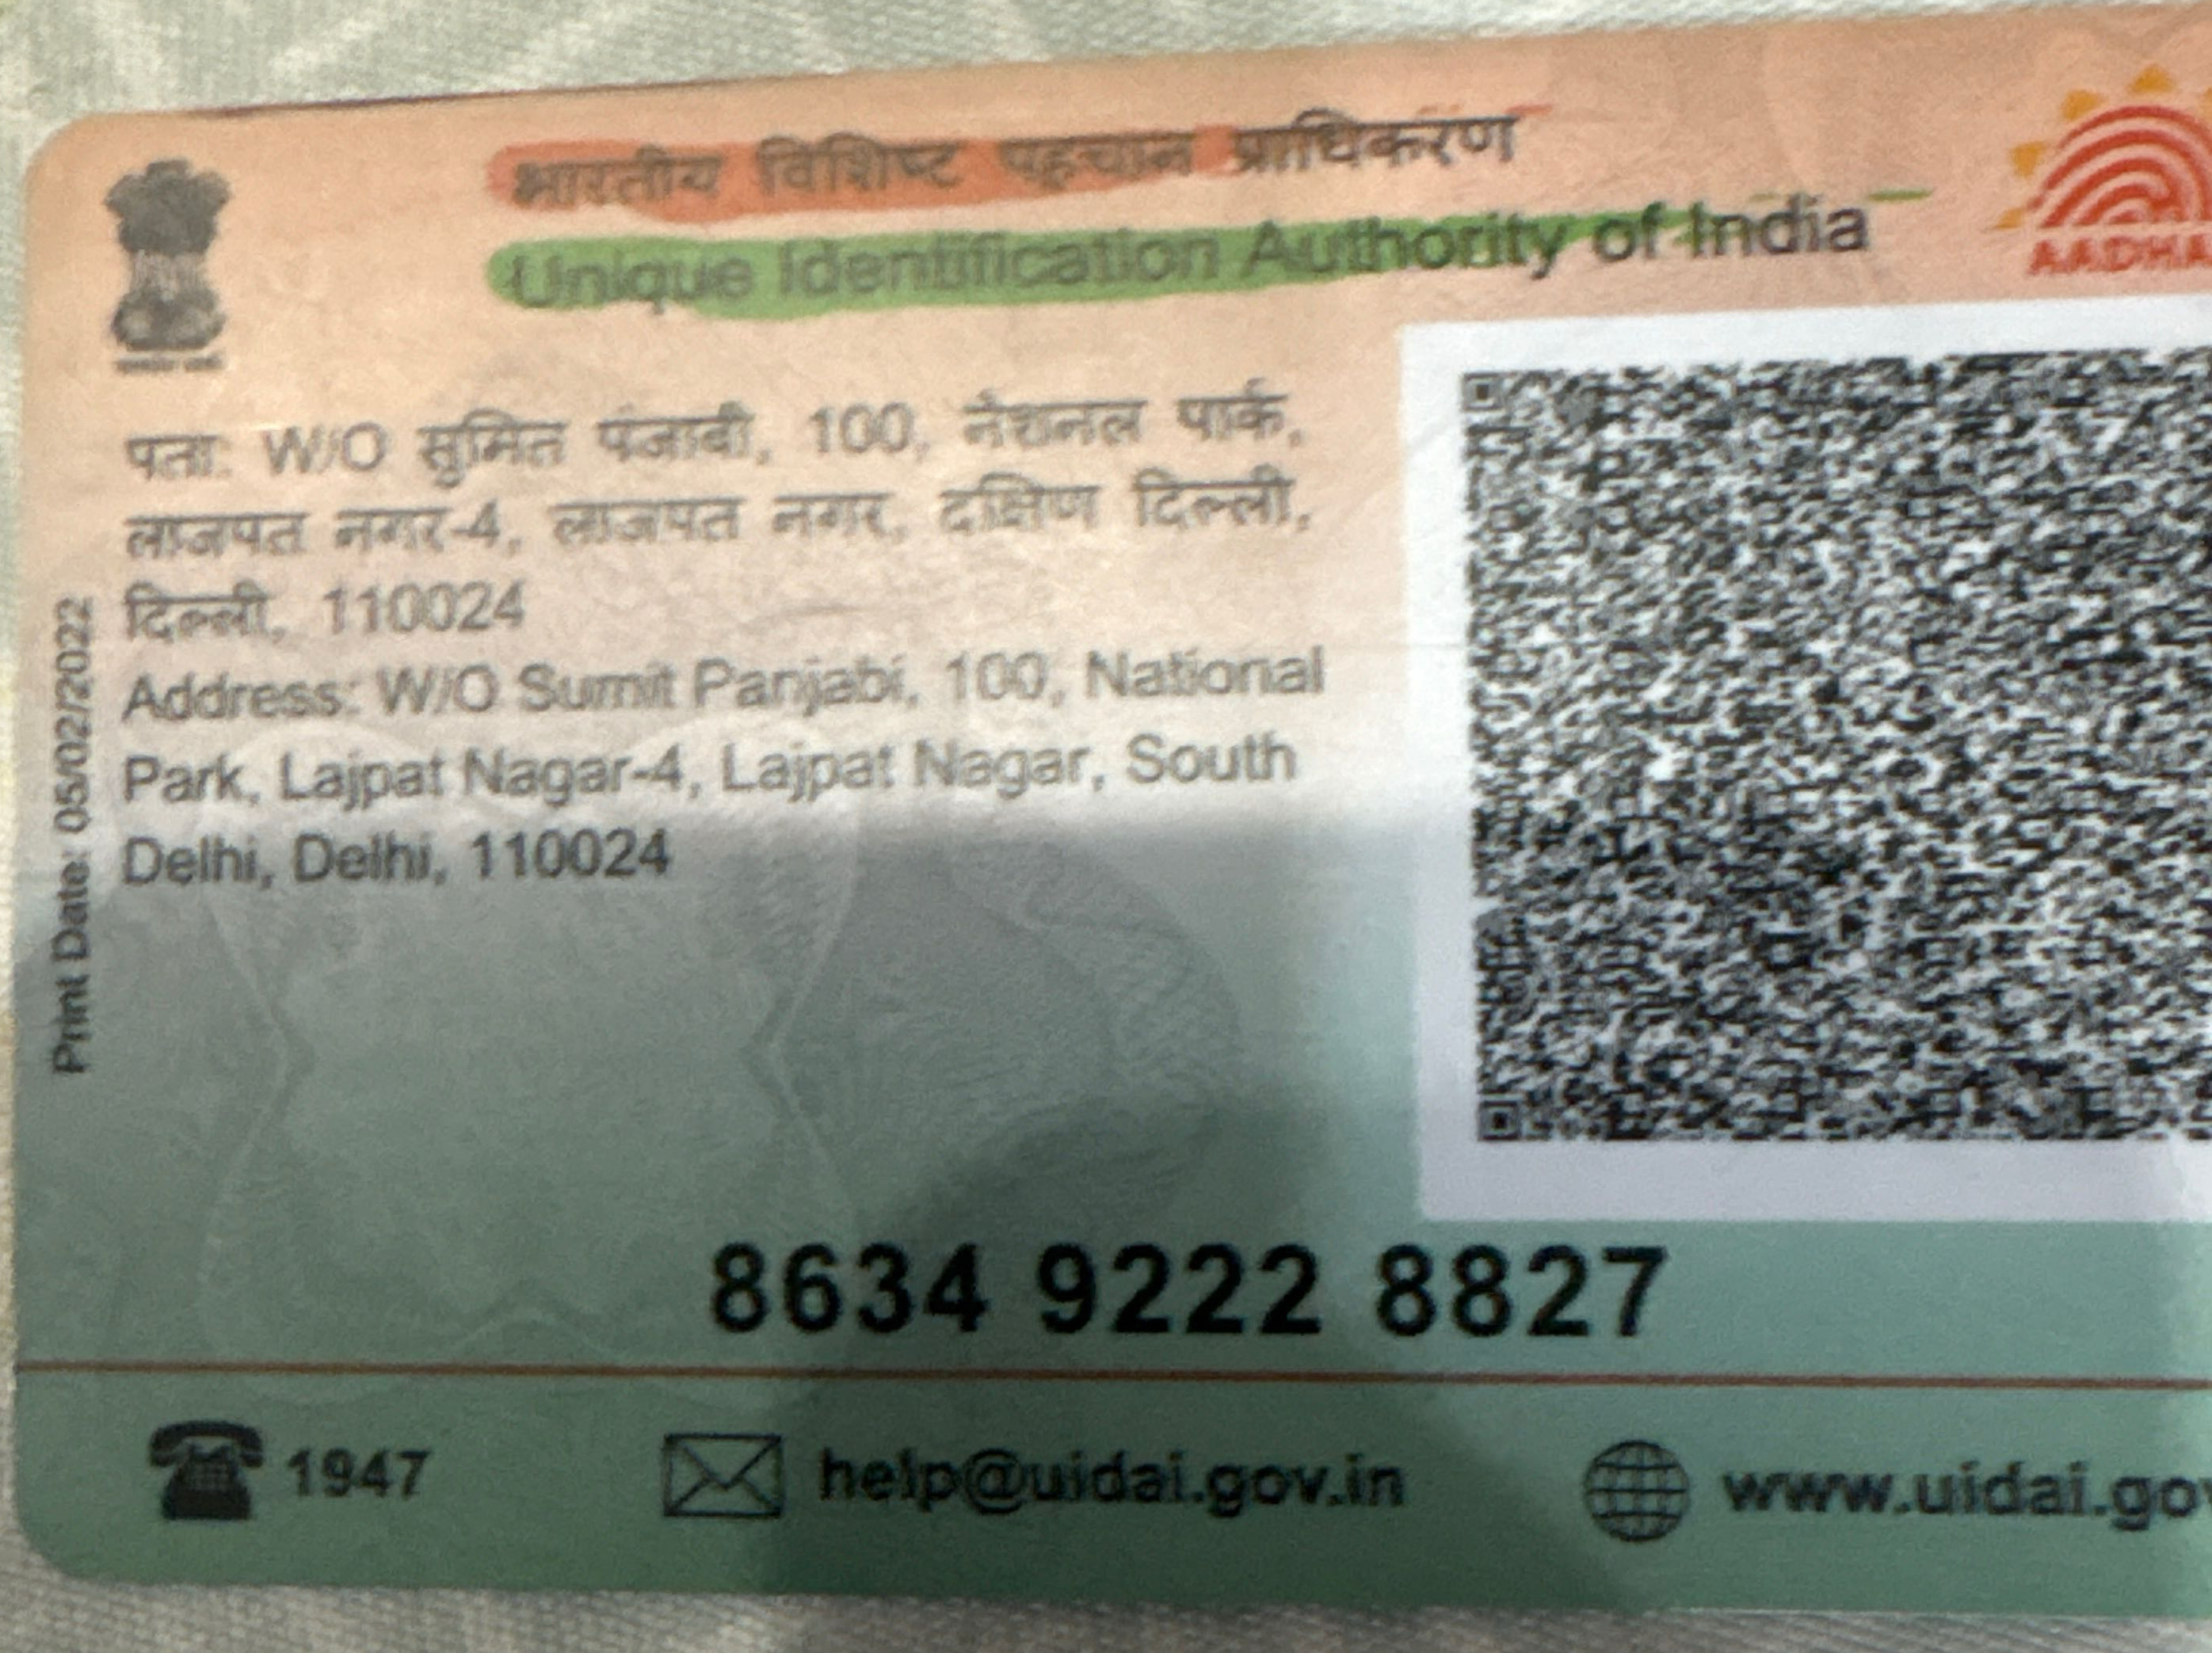 भारतीय विशिष्ट पहचान प्राधिकरण
Unique Identification Authority of India
AADHA
पता: W/O सुमित पंजाबी, 100, नेशनल पार्क,
लाजपत नगर-4, लाजपत नगर, दक्षिण दिल्ली,
दिल्ली, 110024
Address: W/O Sumit Panjabi, 100, National
Park, Lajpat Nagar-4, Lajpat Nagar, South
Delhi, Delhi, 110024
Print Date: 05/02/2022
8634 9222 8827
1947
help@uidai.gov.in
www.uidai.gov